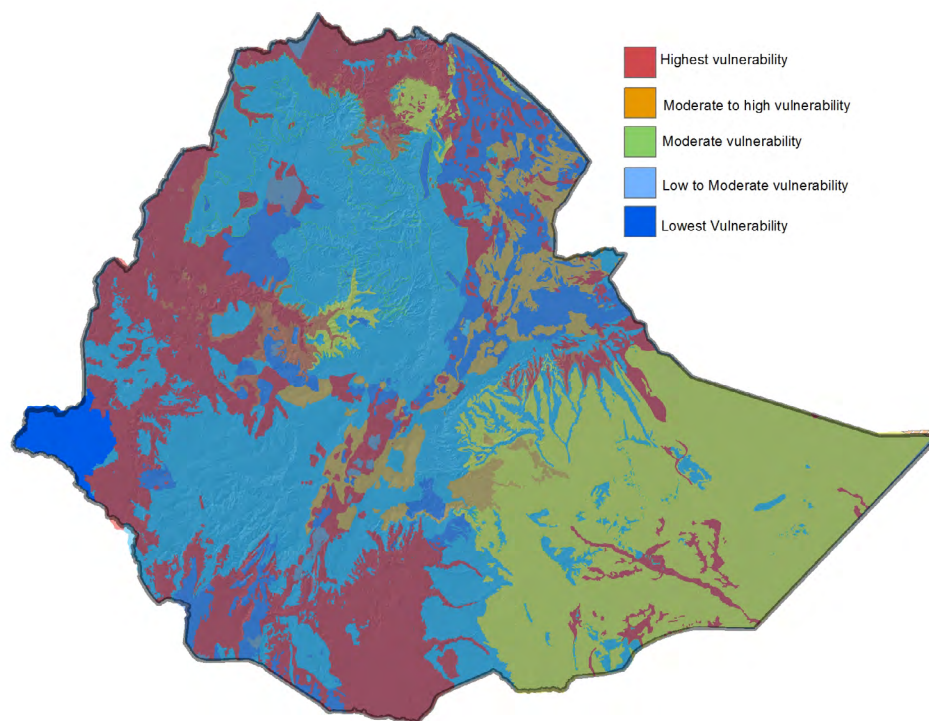 Highest vulnerability
Moderate to high vulnerability
Moderate vulnerability
Low to Moderate vulnerability
Lowest Vulnerability